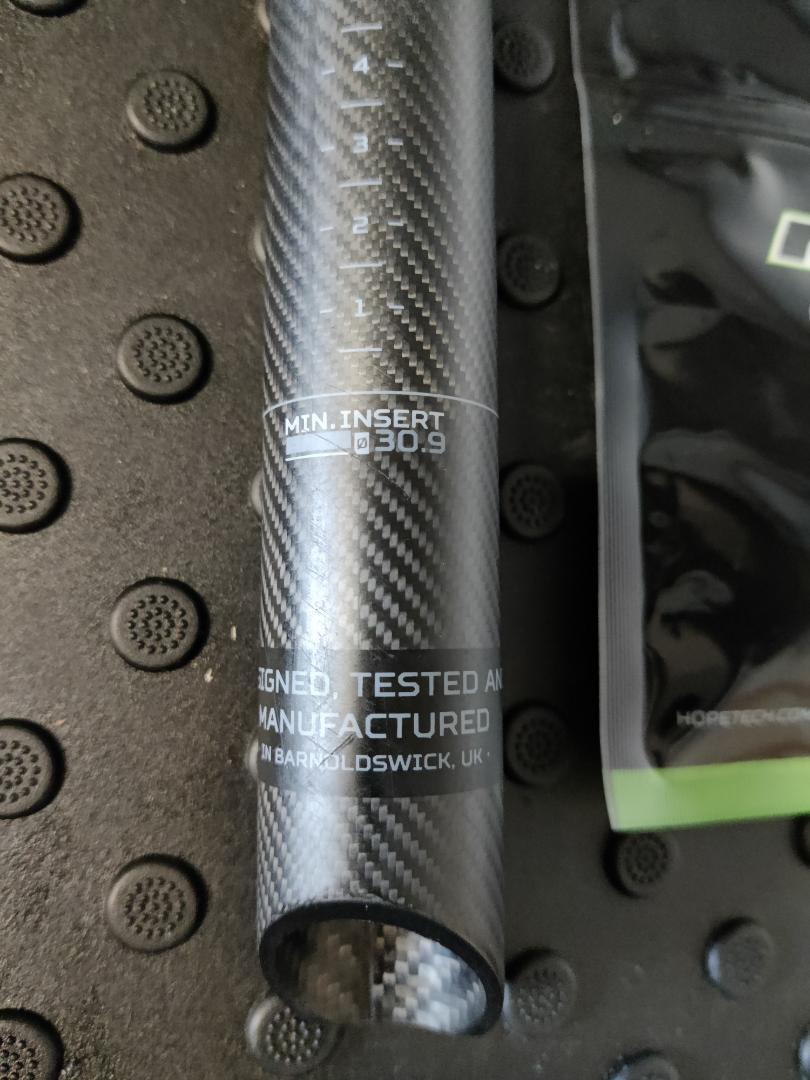 4
3
2
1
MIN.INSERT
Ø30.9
SIGNED, TESTED AN
MANUFACTURED
IN BARNOLDSWICK, UK
HOPETECH.COM